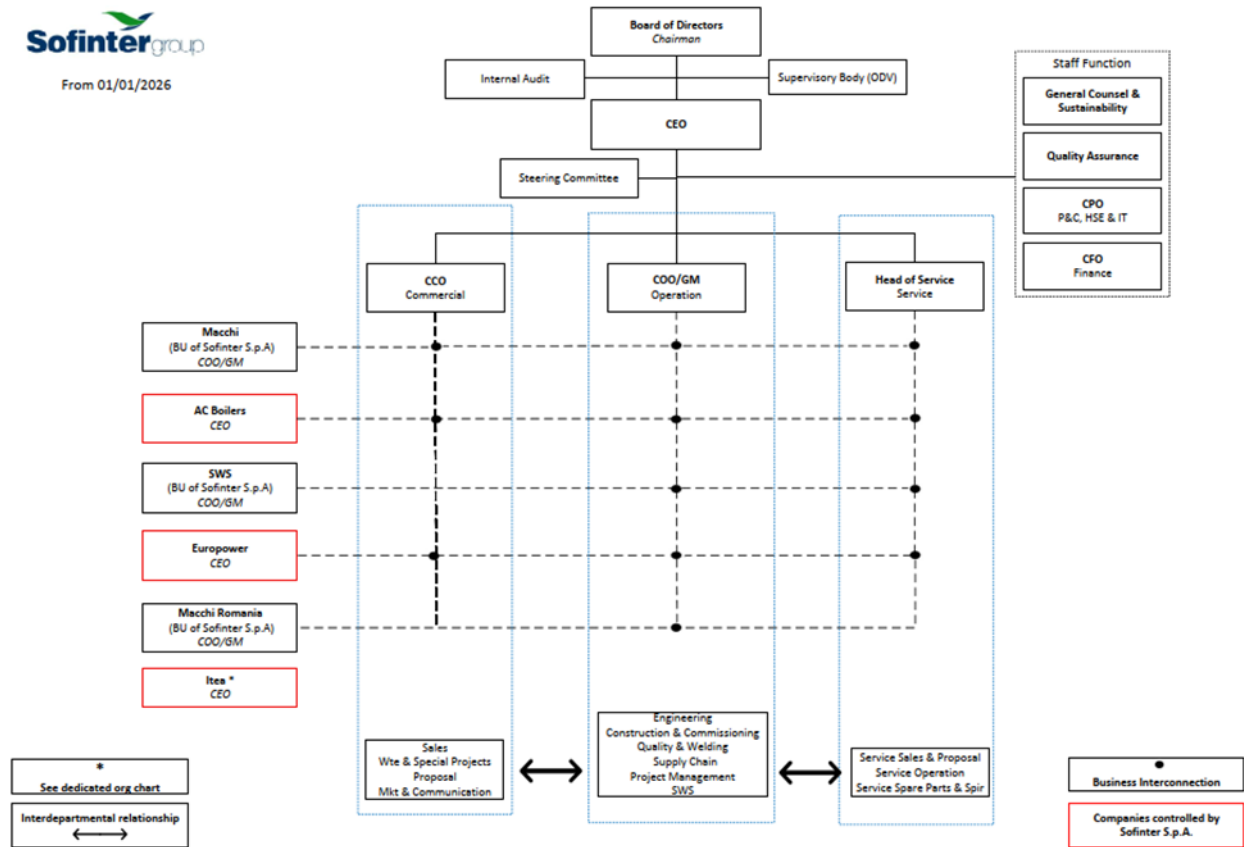 Sofintergroup
From 01/01/2026
Board of Directors
Chairman
Internal Audit
Supervisory Body (ODV)
CEO
Steering Committee
Staff Function
General Counsel &
Sustainability
Quality Assurance
CPO
P&C, HSE & IT
CFO
Finance
CCO
Commercial
COO/GM
Operation
Head of Service
Service
Macchi
(BU of Sofinter S.p.A)
COO/GM
AC Boilers
CEO
SWS
(BU of Sofinter S.p.A)
COO/GM
Europower
CEO
Macchi Romania
(BU of Sofinter S.p.A)
COO/GM
Itea *
CEO
Sales
Wte & Special Projects
Proposal
Mkt & Communication
Engineering
Construction & Commissioning
Quality & Welding
Supply Chain
Project Management
SWS
Service Sales & Proposal
Service Operation
Service Spare Parts & Spir
*
See dedicated org chart
Interdepartmental relationship
Business Interconnection
Companies controlled by
Sofinter S.p.A.